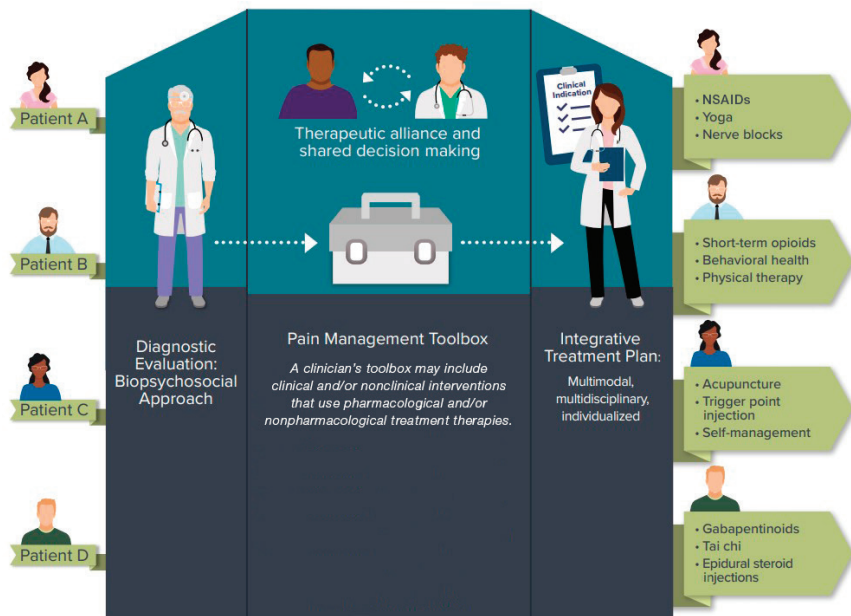 Patient A
Patient B
Patient C
Patient D
Therapeutic alliance and
shared decision making
Clinical
Indication
Diagnostic
Evaluation:
Biopsychosocial
Approach
Pain Management Toolbox
A clinician's toolbox may include
clinical and/or nonclinical interventions
that use pharmacological and/or
nonpharmacological treatment therapies.
Integrative
Treatment Plan:
Multimodal,
multidisciplinary,
individualized
• NSAIDs
• Yoga
• Nerve blocks
• Short-term opioids
• Behavioral health
• Physical therapy
• Acupuncture
• Trigger point
injection
• Self-management
• Gabapentinoids
• Tai chi
• Epidural steroid
injections